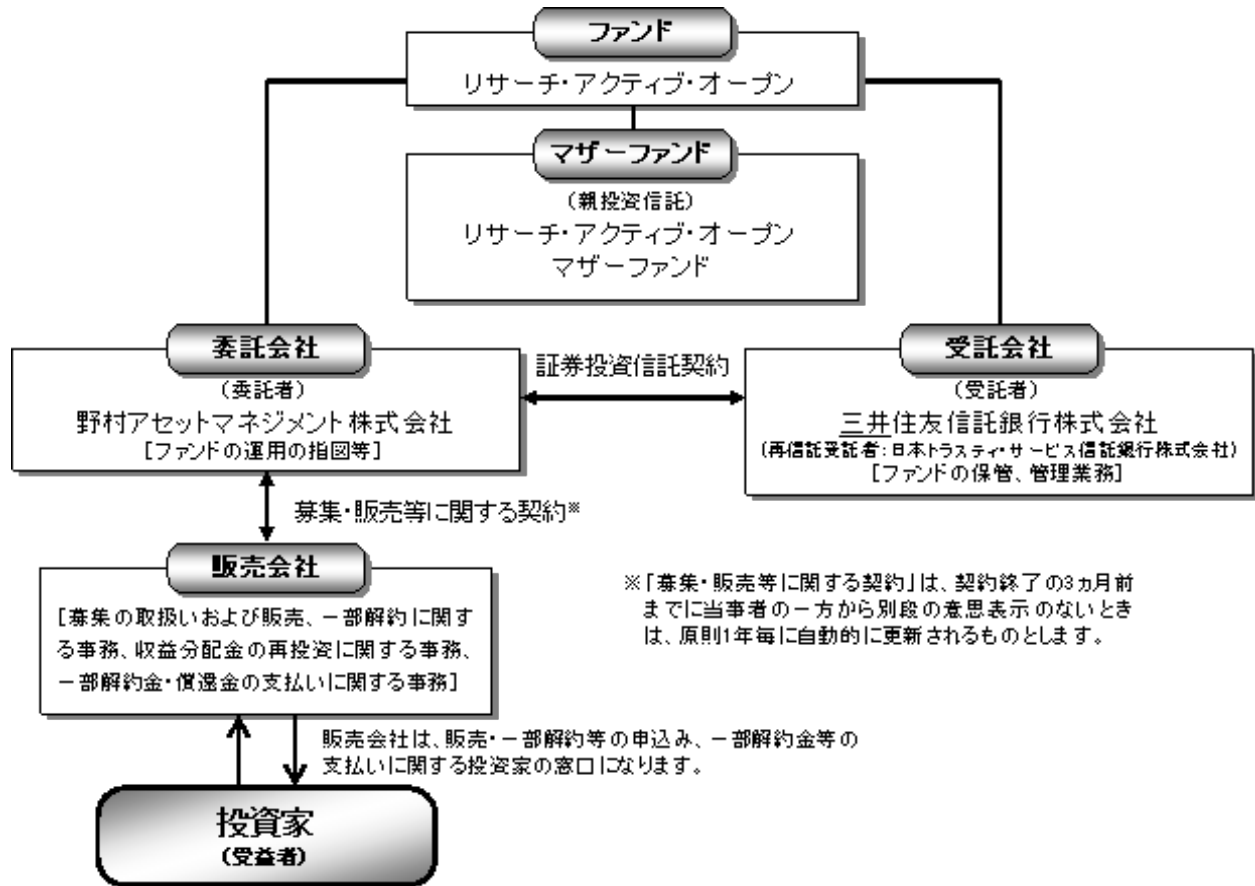 ファンド
リサーチ・アクティブ・オープン
マザーファンド
(親投資信託)
リサーチ・アクティブ・オープン
マザーファンド
委託会社
(委託者)
野村アセットマネジメント株式会社
[ファンドの運用の指図等]
証券投資信託契約
受託会社
(受託者)
三井住友信託銀行株式会社
(再信託受託者:日本トラスティ・サービス信託銀行株式会社)
[ファンドの保管、管理業務]
募集・販売等に関する契約※
販売会社
[募集の取扱いおよび販売、一部解約に関す
る事務、収益分配金の再投資に関する事務、
一部解約金・償還金の支払いに関する事務]
※「募集・販売等に関する契約」は、契約終了の3ヵ月前
までに当事者の一方から別段の意思表示のないとき
は、原則1年毎に自動的に更新されるものとします。
販売会社は、販売・一部解約等の申込み、一部解約金等の
支払いに関する投資家の窓口になります。
投資家
(受益者)